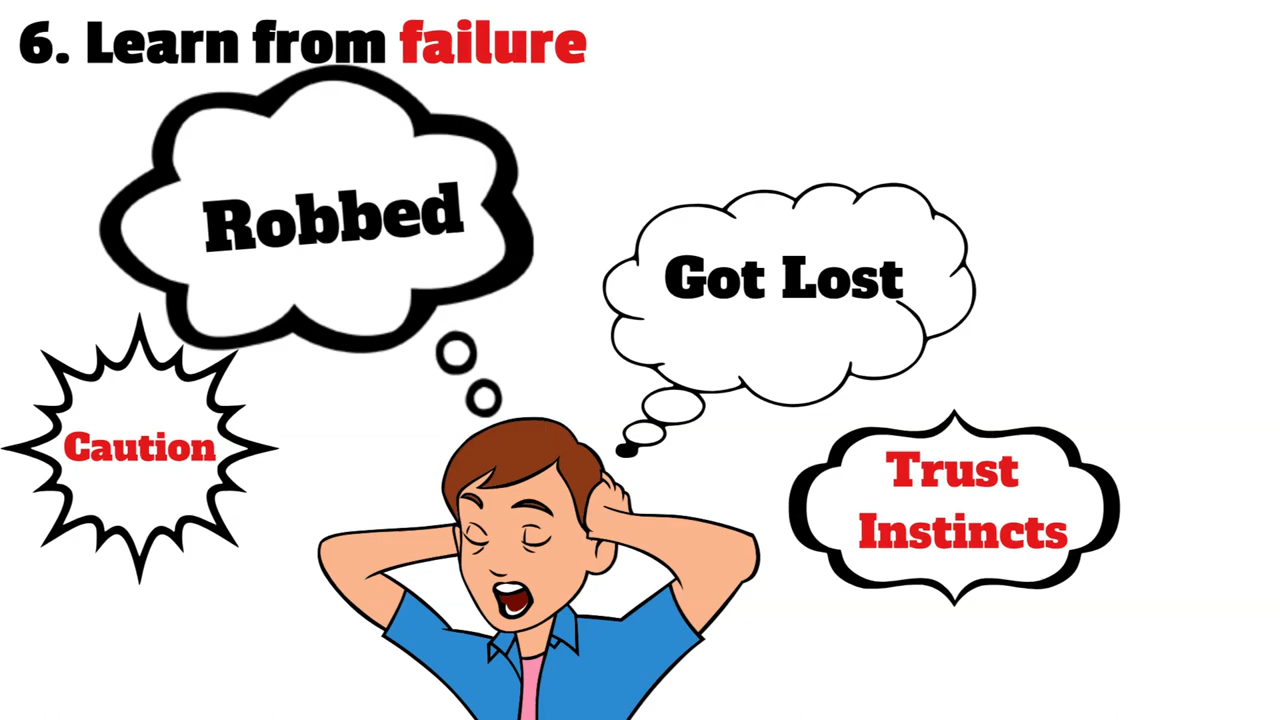 6. Learn from failure
Robbed
Got Lost
Caution
Trust
Instincts